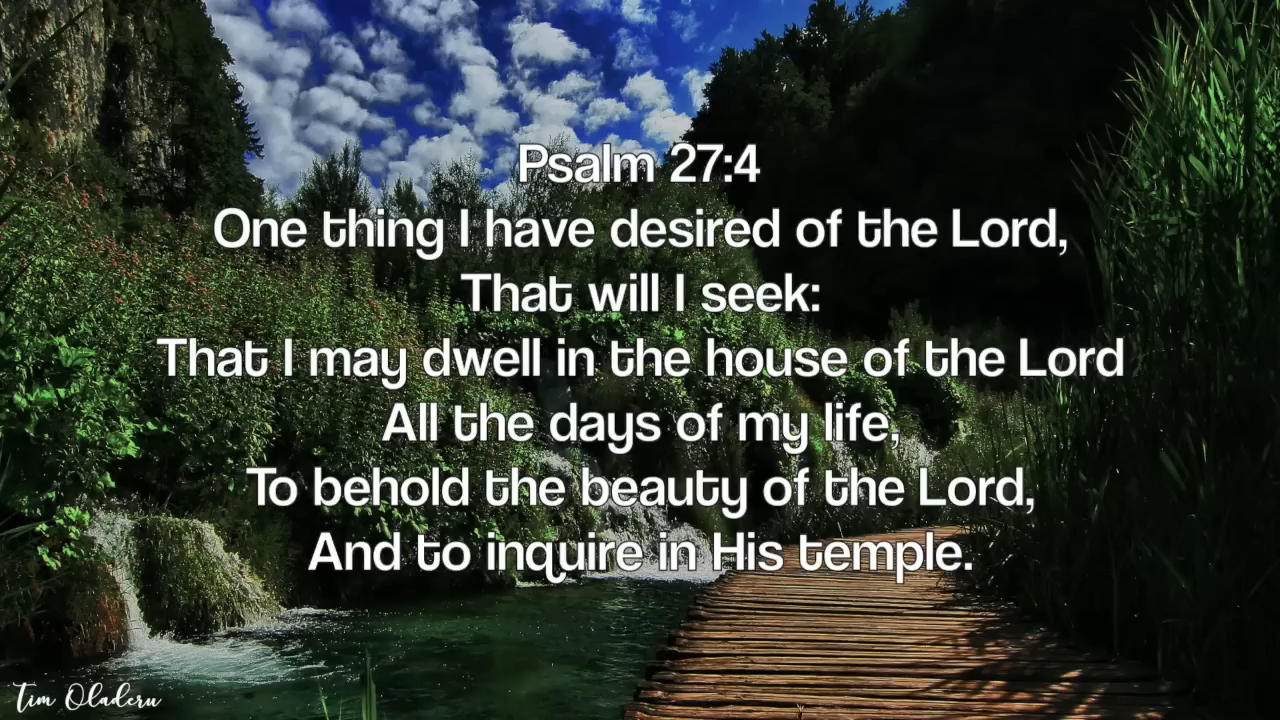 Psalm 27:4
One thing I have desired of the Lord,
That will I seek:
That I may dwell in the house of the Lord
All the days of my life,
To behold the beauty of the Lord,
And to inquire in His temple.
Tim Oladeru